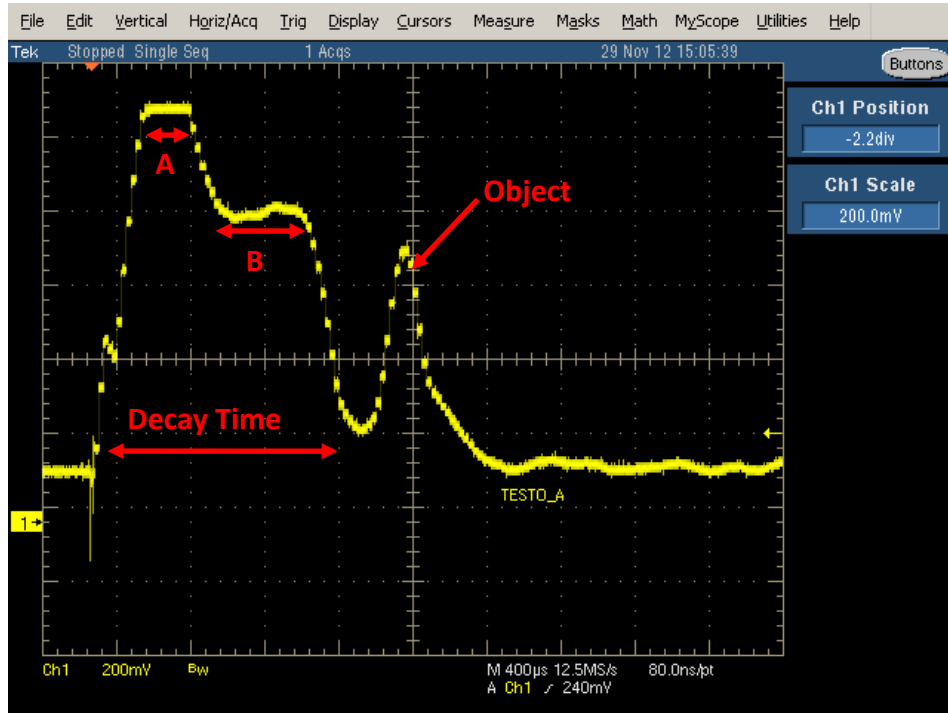 File Edit Vertical Horiz/Acq Trig Display Cursors Measure Masks Math MyScope Utilities Help
Tek Stopped Single Seq 1 Acqs 29 Nov 12 15:05:39
Buttons
Ch1 Position
-2.2div
Ch1 Scale
200.0mV
A
Object
B
Decay Time
TESTO_A
1
Ch1 200mV Bw M 400µs 12.5MS/s 80.0ns/pt
A Ch1 / 240mV